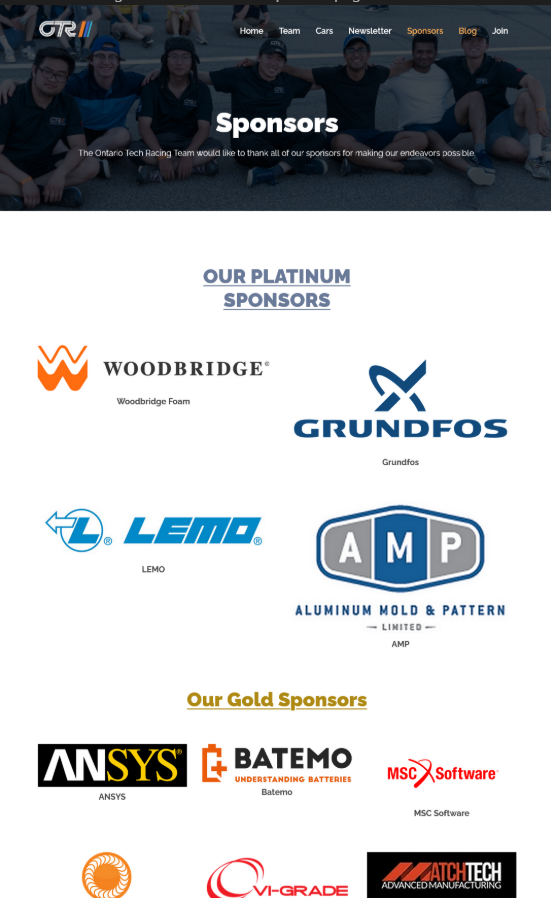 OTR
Home Team Cars Newsletter Sponsors Blog Join
Sponsors
The Ontario Tech Racing Team would like to thank all of our sponsors for making our endeavors possible.
OUR PLATINUM
SPONSORS
WOODBRIDGE®
Woodbridge Foam
GRUNDFOS
Grundfos
L® LEMO®
LEMO
AMP
ALUMINUM MOLD & PATTERN
LIMITED
AMP
Our Gold Sponsors
ANSYS®
ANSYS
BATEMO
UNDERSTANDING BATTERIES
Batemo
MSC Software
MSC Software
VI-GRADE
MATCHTECH
ADVANCED MANUFACTURING